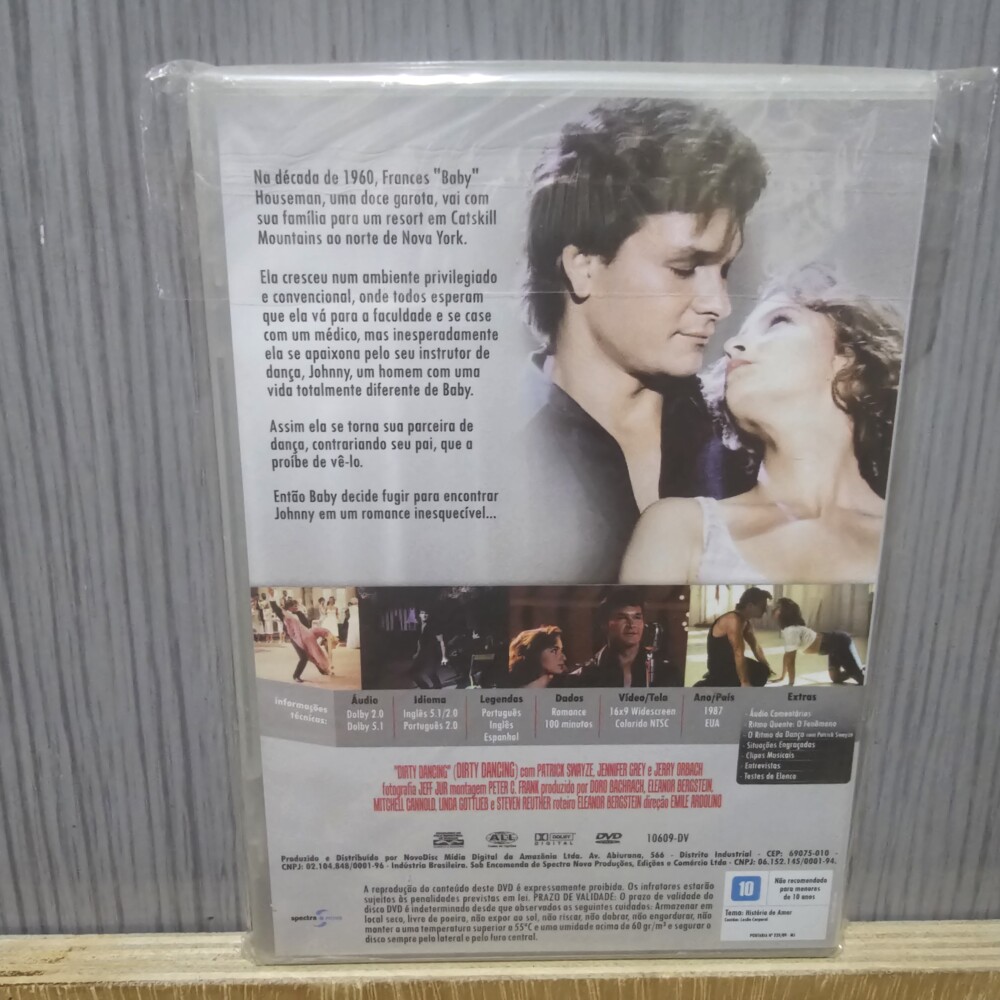 Na década de 1960, Frances "Baby"
Houseman, uma doce garota, vai com
sua família para um resort em Catskill
Mountains ao norte de Nova York.
Ela cresceu num ambiente privilegiado
e convencional, onde todos esperam
que ela vá para a faculdade e se case
com um médico, mas inesperadamente
ela se apaixona pelo seu instrutor de
dança, Johnny, um homem com uma
vida totalmente diferente de Baby.
Assim ela se torna sua parceira de
dança, contrariando seu pai, que a
proíbe de vê-lo.
Então Baby decide fugir para encontrar
Johnny em um romance inesquecível...
Informações
técnicas:
Áudio
Dolby 2.0
Dolby 5.1
Idioma
Inglês 5.1/2.0
Português 2.0
Legendas
Português
Inglês
Espanhol
Dados
Romance
100 minutos
Vídeo/Tela
16x9 Widescreen
Colorido NTSC
Ano/País
1987
EUA
Extras
- Áudio Comentários
- Ritmo Quente: O Fenômeno
- O Ritmo da Dança com Patrick Swayze
- Situações Engraçadas
- Clipes Musicais
- Entrevistas
- Testes de Elenco
"DIRTY DANCING" (DIRTY DANCING) com PATRICK SWAYZE, JENNIFER GREY e JERRY ORBACH
fotografia JEFF JUR montagem PETER C. FRANK produzido por DORO BACHRACH, ELEANOR BERGSTEIN,
MITCHELL CANNOLD, LINDA GOTTLIEB e STEVEN REUTHER roteiro ELEANOR BERGSTEIN direção EMILE ARDOLINO
ALL
DOLBY
DIGITAL
DVD
10609-DV
Produzido e Distribuído por NovoDisc Mídia Digital da Amazônia Ltda. Av. Abiurana, 566 - Distrito Industrial - CEP: 69075-010 -
CNPJ: 02.104.848/0001-96 - Indústria Brasileira. Sob Encomenda de Spectra Nova Produções, Edições e Comércio Ltda - CNPJ: 06.152.145/0001-94.
A reprodução do conteúdo deste DVD é expressamente proibida. Os infratores estarão
sujeitos às penalidades previstas em lei. PRAZO DE VALIDADE: O prazo de validade do
disco DVD é indeterminado desde que observados os seguintes cuidados: Armazenar em
local seco, livre de poeira, não expor ao sol, não riscar, não dobrar, não engordurar, não
manter a uma temperatura superior a 55°C e uma umidade acima de 60 gr/m³ e segurar o
disco sempre pela lateral e pelo furo central.
spectra nova
10
Não recomendado
para menores
de 10 anos
Tema: História de Amor
Contém: Lesão Corporal